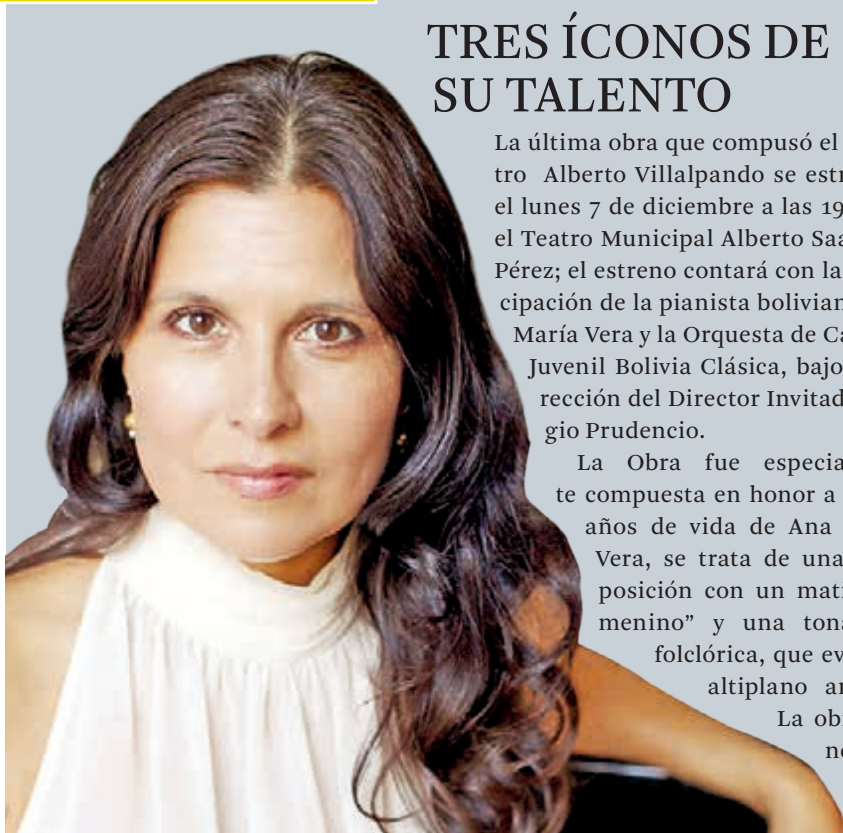 TRES ÍCONOS DE
SU TALENTO
La última obra que compusó el
tro Alberto Villalpando se estr
el lunes 7 de diciembre a las 19
el Teatro Municipal Alberto Saa
Pérez; el estreno contará con la
cipación de la pianista bolivian
María Vera y la Orquesta de Ca
Juvenil Bolivia Clásica, bajo
rección del Director Invitad
gio Prudencio.
La Obra fue especia
te compuesta en honor a
años de vida de Ana
Vera, se trata de una
posición con un mat
menino” y una tona
folclórica, que ev
altiplano an
La ob
no